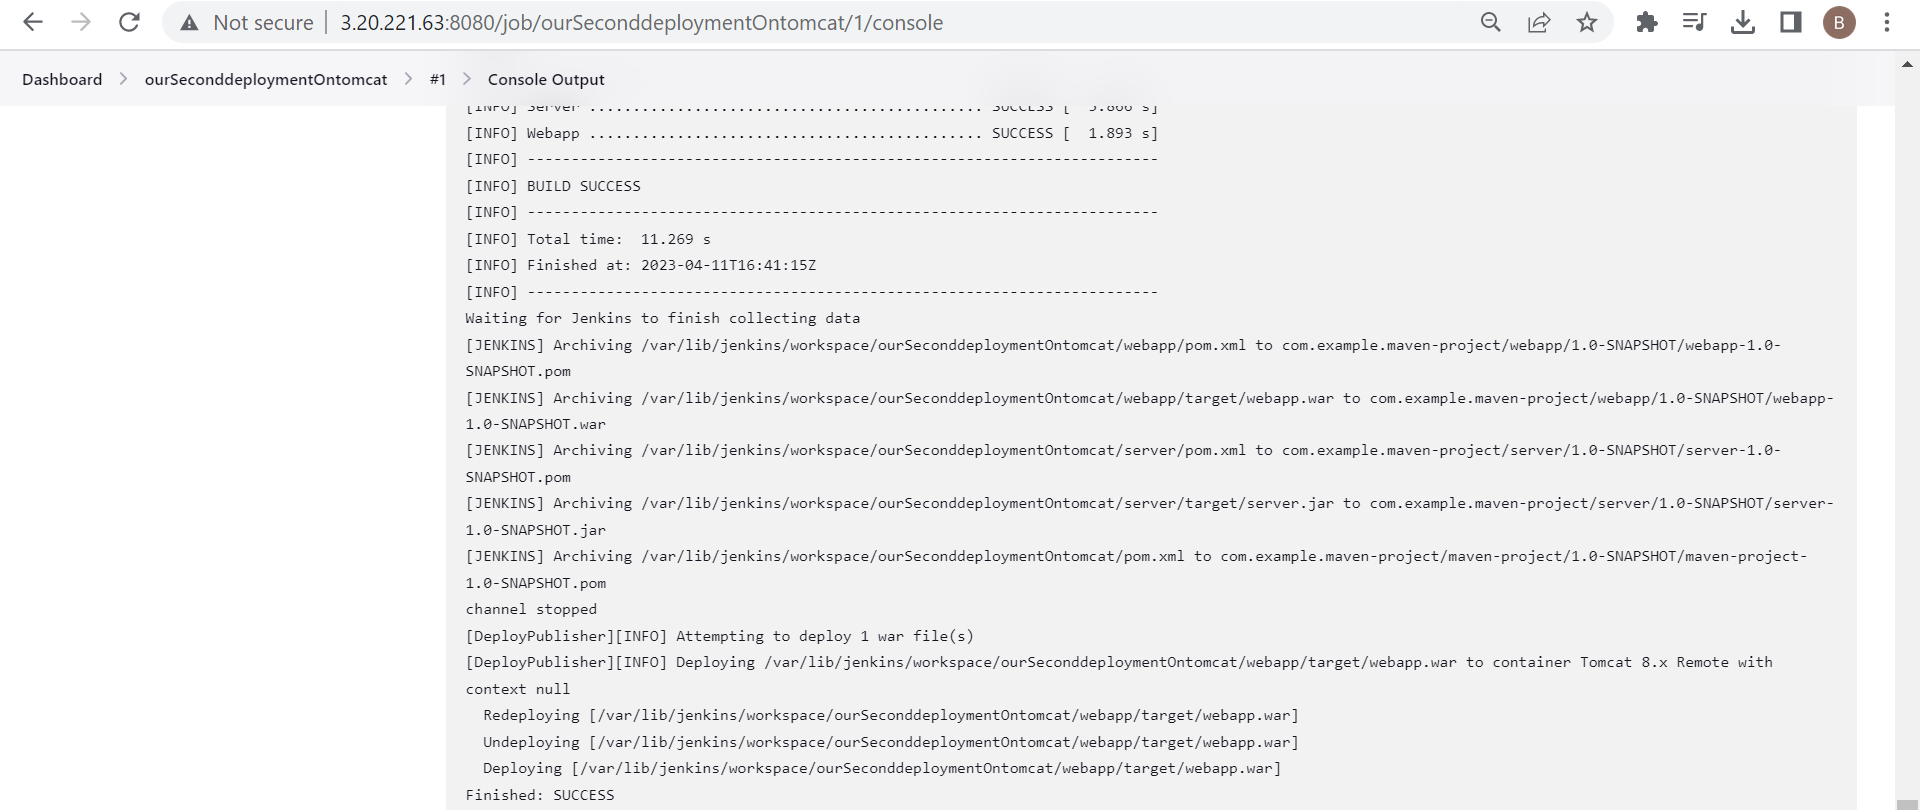 Not secure | 3.20.221.63:8080/job/ourSeconddeploymentOntomcat/1/console
B
Dashboard > ourSeconddeploymentOntomcat > #1 > Console Output
[INFO] Server ............................................. SUCCESS [  5.866 s]
[INFO] Webapp ............................................. SUCCESS [  1.893 s]
[INFO] ------------------------------------------------------------------------
[INFO] BUILD SUCCESS
[INFO] ------------------------------------------------------------------------
[INFO] Total time:  11.269 s
[INFO] Finished at: 2023-04-11T16:41:15Z
[INFO] ------------------------------------------------------------------------
Waiting for Jenkins to finish collecting data
[JENKINS] Archiving /var/lib/jenkins/workspace/ourSeconddeploymentOntomcat/webapp/pom.xml to com.example.maven-project/webapp/1.0-SNAPSHOT/webapp-1.0-
SNAPSHOT.pom
[JENKINS] Archiving /var/lib/jenkins/workspace/ourSeconddeploymentOntomcat/webapp/target/webapp.war to com.example.maven-project/webapp/1.0-SNAPSHOT/webapp-
1.0-SNAPSHOT.war
[JENKINS] Archiving /var/lib/jenkins/workspace/ourSeconddeploymentOntomcat/server/pom.xml to com.example.maven-project/server/1.0-SNAPSHOT/server-1.0-
SNAPSHOT.pom
[JENKINS] Archiving /var/lib/jenkins/workspace/ourSeconddeploymentOntomcat/server/target/server.jar to com.example.maven-project/server/1.0-SNAPSHOT/server-
1.0-SNAPSHOT.jar
[JENKINS] Archiving /var/lib/jenkins/workspace/ourSeconddeploymentOntomcat/pom.xml to com.example.maven-project/maven-project/1.0-SNAPSHOT/maven-project-
1.0-SNAPSHOT.pom
channel stopped
[DeployPublisher][INFO] Attempting to deploy 1 war file(s)
[DeployPublisher][INFO] Deploying /var/lib/jenkins/workspace/ourSeconddeploymentOntomcat/webapp/target/webapp.war to container Tomcat 8.x Remote with
context null
  Redeploying [/var/lib/jenkins/workspace/ourSeconddeploymentOntomcat/webapp/target/webapp.war]
  Undeploying [/var/lib/jenkins/workspace/ourSeconddeploymentOntomcat/webapp/target/webapp.war]
  Deploying [/var/lib/jenkins/workspace/ourSeconddeploymentOntomcat/webapp/target/webapp.war]
Finished: SUCCESS